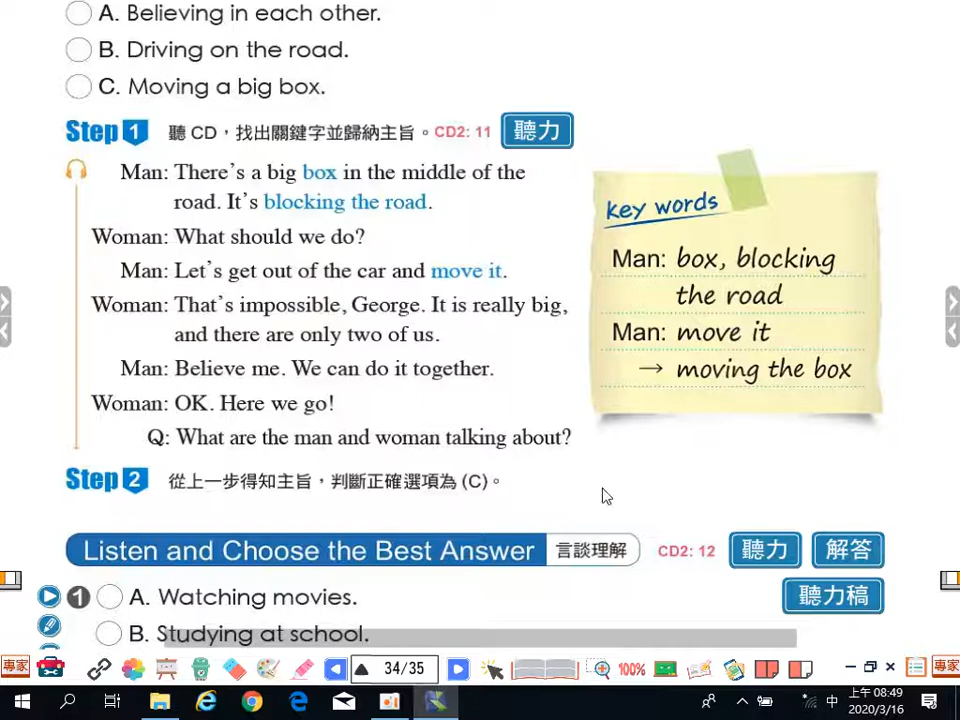 A. Believing in each other.
B. Driving on the road.
C. Moving a big box.
Step 1 聽 CD，找出關鍵字並歸納主旨。CD2: 11 聽力
Man: There's a big box in the middle of the
road. It's blocking the road.
Woman: What should we do?
Man: Let's get out of the car and move it.
Woman: That's impossible, George. It is really big,
and there are only two of us.
Man: Believe me. We can do it together.
Woman: OK. Here we go!
Q: What are the man and woman talking about?
key words
Man: box, blocking
the road
Man: move it
→ moving the box
Step 2 從上一步得知主旨，判斷正確選項為 (C)。
Listen and Choose the Best Answer 言談理解 CD2: 12 聽力 解答
1 A. Watching movies. 聽力稿
B. Studying at school.
專家 34/35 100% 專家
中 上午 08:49
2020/3/16